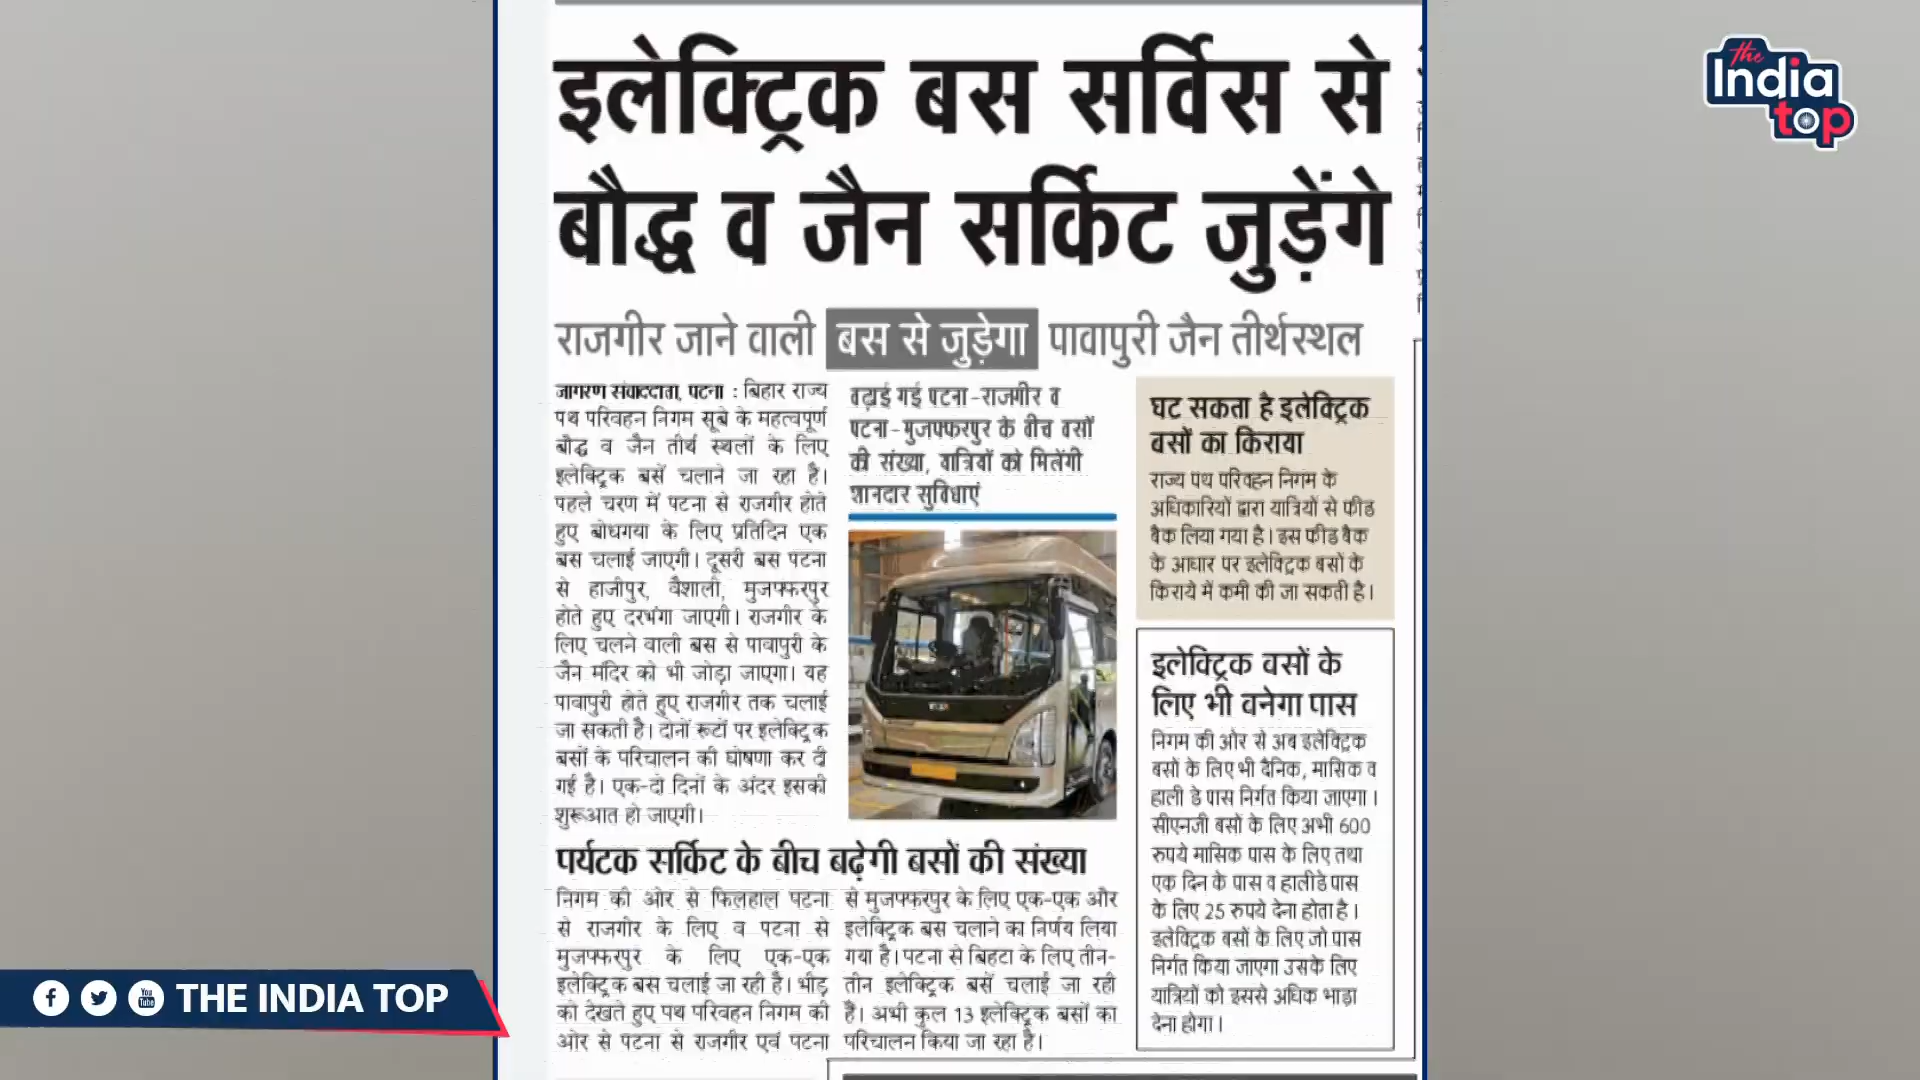 the
India
top
इलेक्ट्रिक बस सर्विस से
बौद्ध व जैन सर्किट जुड़ेंगे
राजगीर जाने वाली बस से जुड़ेगा पावापुरी जैन तीर्थस्थल
जागरण संवाददाता, पटना : बिहार राज्य
पथ परिवहन निगम सूबे के महत्वपूर्ण
बौद्ध व जैन तीर्थ स्थलों के लिए
इलेक्ट्रिक बसें चलाने जा रहा है।
पहले चरण में पटना से राजगीर होते
हुए बोधगया के लिए प्रतिदिन एक
बस चलाई जाएगी। दूसरी बस पटना
से हाजीपुर, वैशाली, मुजफ्फरपुर
होते हुए दरभंगा जाएगी। राजगीर के
लिए चलने वाली बस से पावापुरी के
जैन मंदिर को भी जोड़ा जाएगा। यह
पावापुरी होते हुए राजगीर तक चलाई
जा सकती है। दोनों रूटों पर इलेक्ट्रिक
बसों के परिचालन की घोषणा कर दी
गई है। एक-दो दिनों के अंदर इसकी
शुरूआत हो जाएगी।
बढ़ाई गई पटना-राजगीर व
पटना-मुजफ्फरपुर के बीच बसों
की संख्या, यात्रियों को मिलेंगी
शानदार सुविधाएं
घट सकता है इलेक्ट्रिक
बसों का किराया
राज्य पथ परिवहन निगम के
अधिकारियों द्वारा यात्रियों से फीड
बैक लिया गया है। इस फीड बैक
के आधार पर इलेक्ट्रिक बसों के
किराये में कमी की जा सकती है।
इलेक्ट्रिक बसों के
लिए भी बनेगा पास
निगम की ओर से अब इलेक्ट्रिक
बसों के लिए भी दैनिक, मासिक व
हाली डे पास निर्गत किया जाएगा।
सीएनजी बसों के लिए अभी 600
रुपये मासिक पास के लिए तथा
एक दिन के पास व हालीडे पास
के लिए 25 रुपये देना होता है।
इलेक्ट्रिक बसों के लिए जो पास
निर्गत किया जाएगा उसके लिए
यात्रियों को इससे अधिक भाड़ा
देना होगा।
पर्यटक सर्किट के बीच बढ़ेगी बसों की संख्या
निगम की ओर से फिलहाल पटना
से राजगीर के लिए व पटना से
मुजफ्फरपुर के लिए एक-एक
इलेक्ट्रिक बस चलाई जा रही है। भीड़
को देखते हुए पथ परिवहन निगम की
ओर से पटना से राजगीर एवं पटना
से मुजफ्फरपुर के लिए एक-एक और
इलेक्ट्रिक बस चलाने का निर्णय लिया
गया है। पटना से बिहटा के लिए तीन-
तीन इलेक्ट्रिक बसें चलाई जा रही
है। अभी कुल 13 इलेक्ट्रिक बसों का
परिचालन किया जा रहा है।
THE INDIA TOP